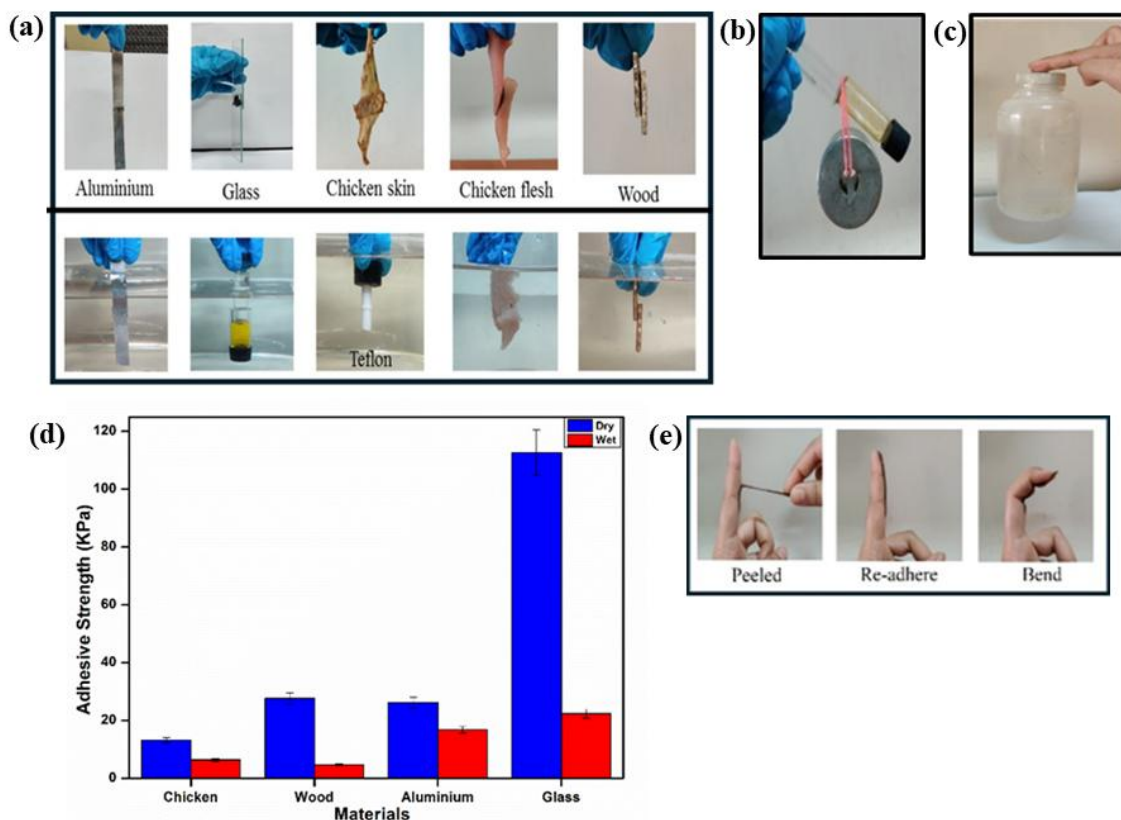 (a)
Aluminium
Glass
Chicken skin
Chicken flesh
Wood
Teflon
(b)
(c)
(d)
Adhesive Strength (KPa)
120
100
80
60
40
20
0
Dry
Wet
Chicken
Wood
Aluminium
Glass
Materials
(e)
Peeled
Re-adhere
Bend